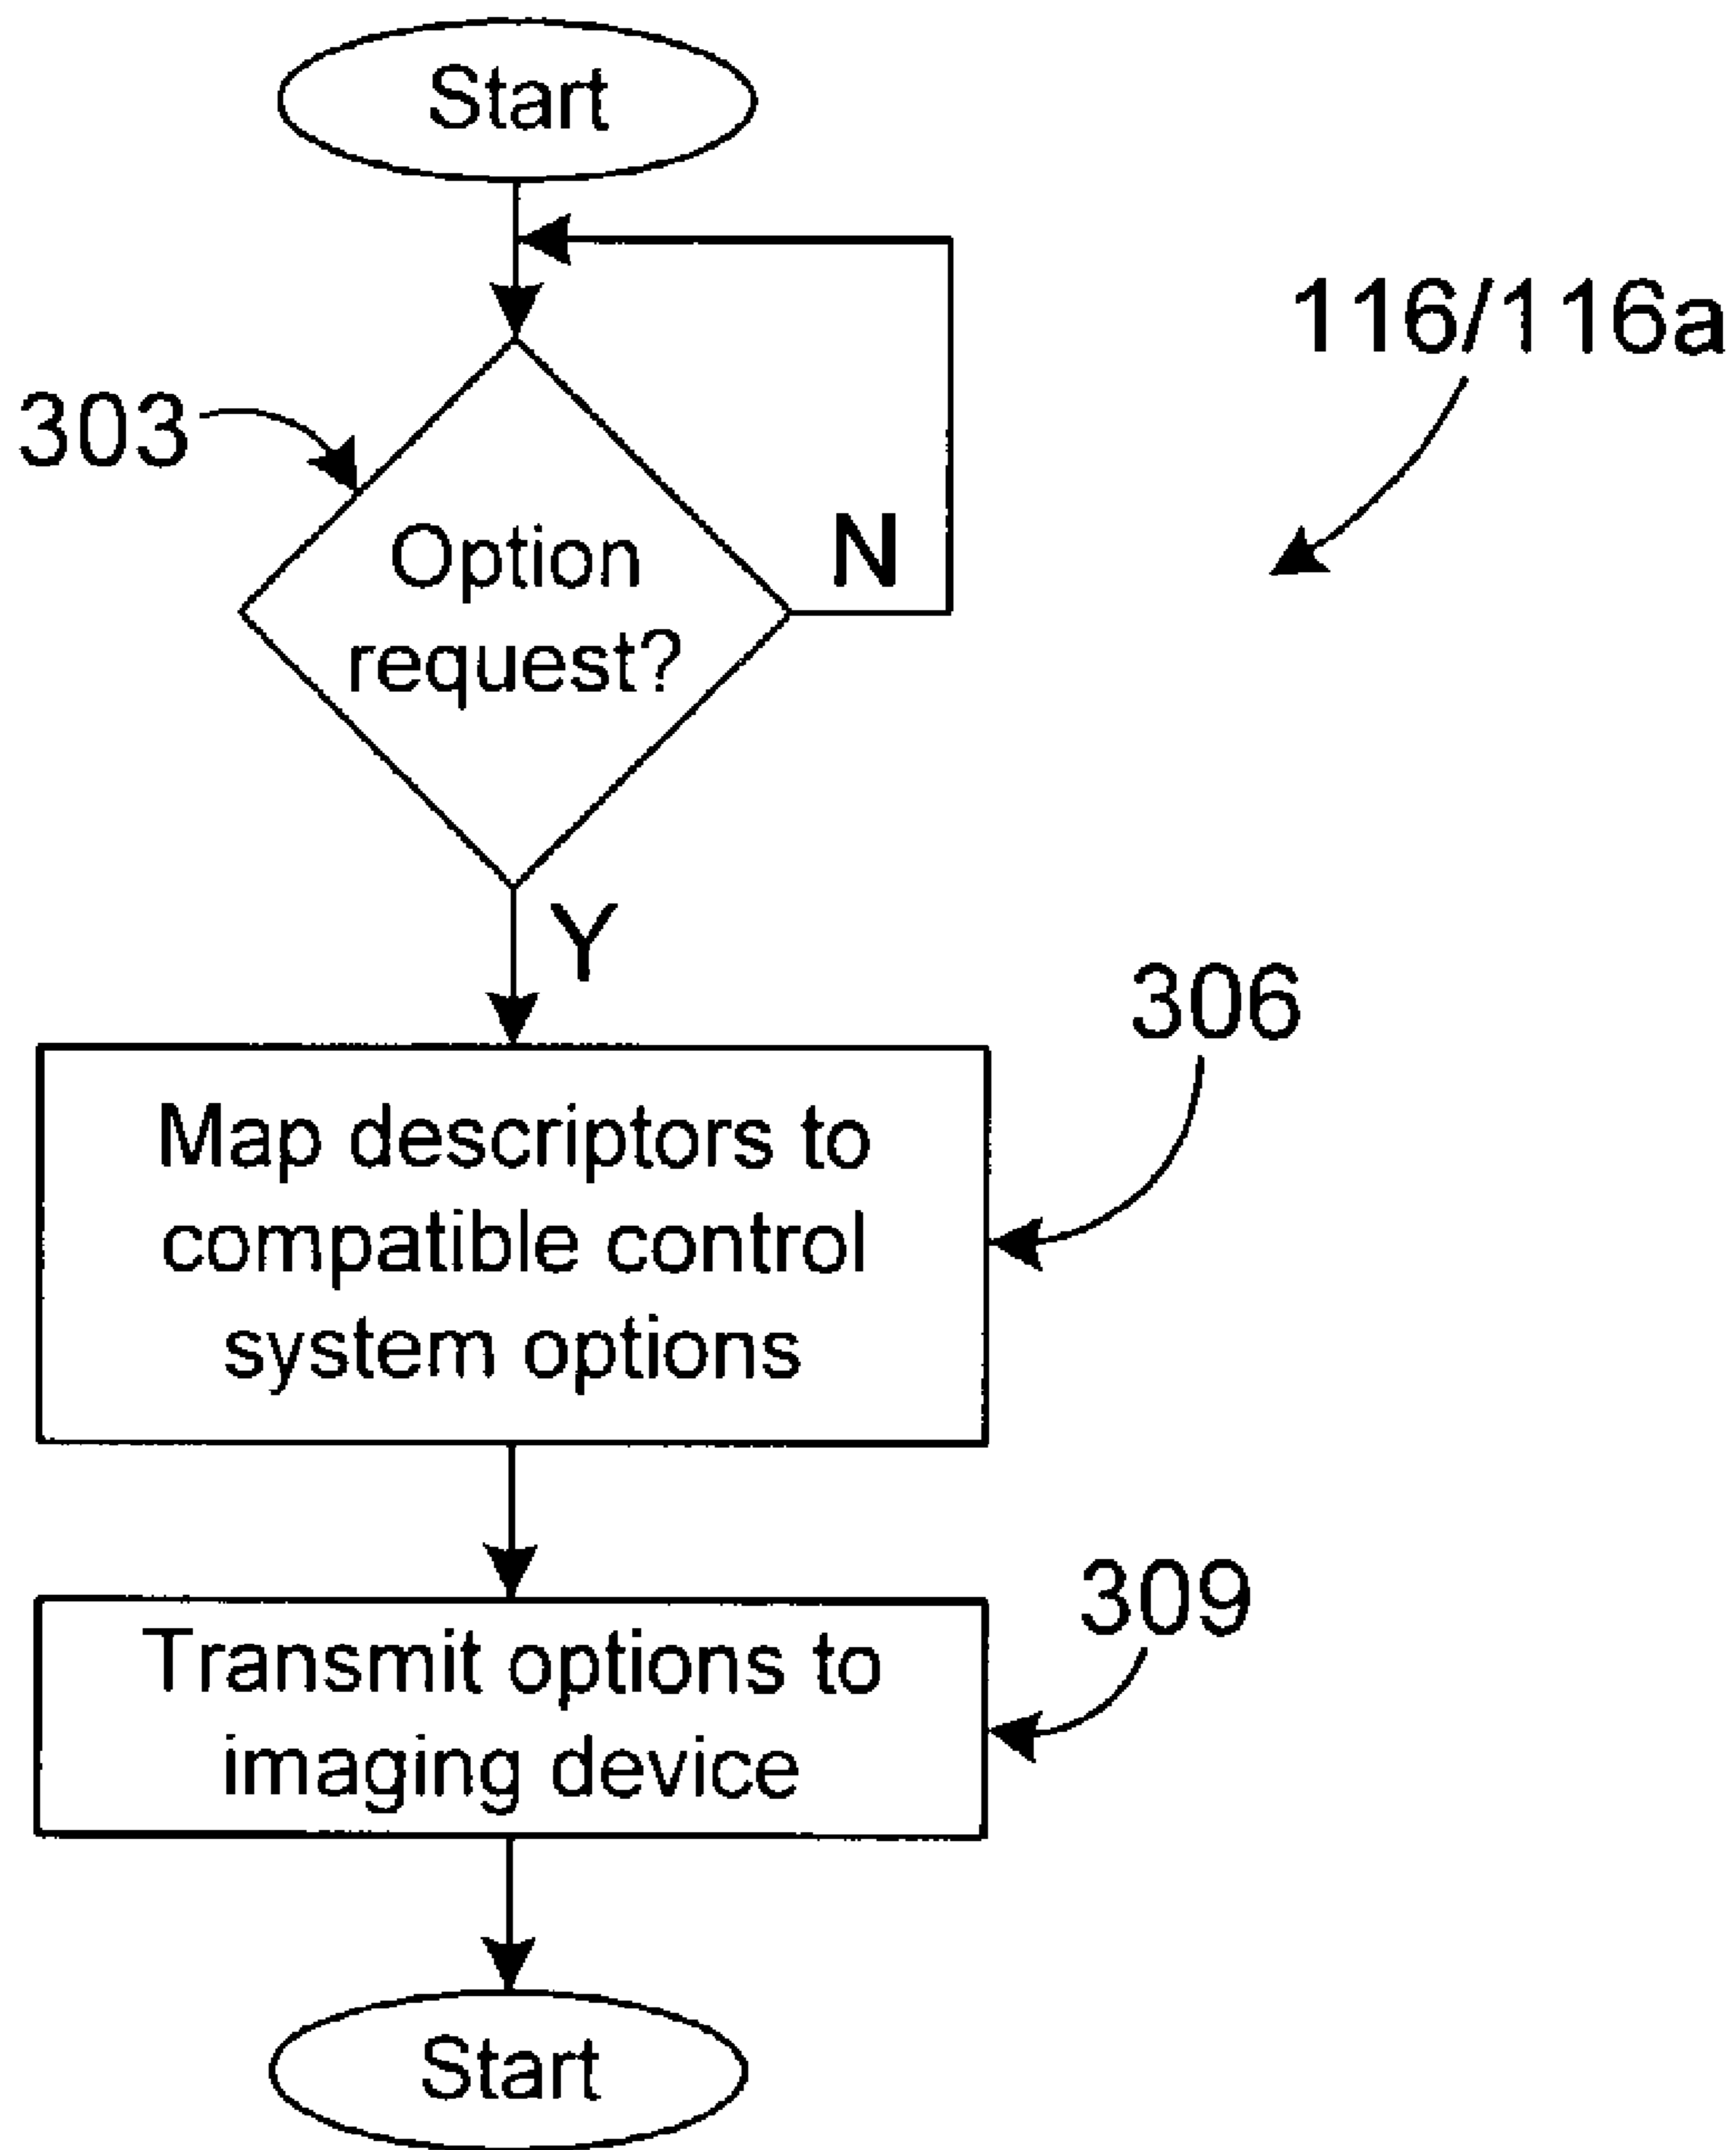 Start
116/116a
303
Option
request?
N
Y
306
Map descriptors to
compatible control
system options
309
Transmit options to
imaging device
Start